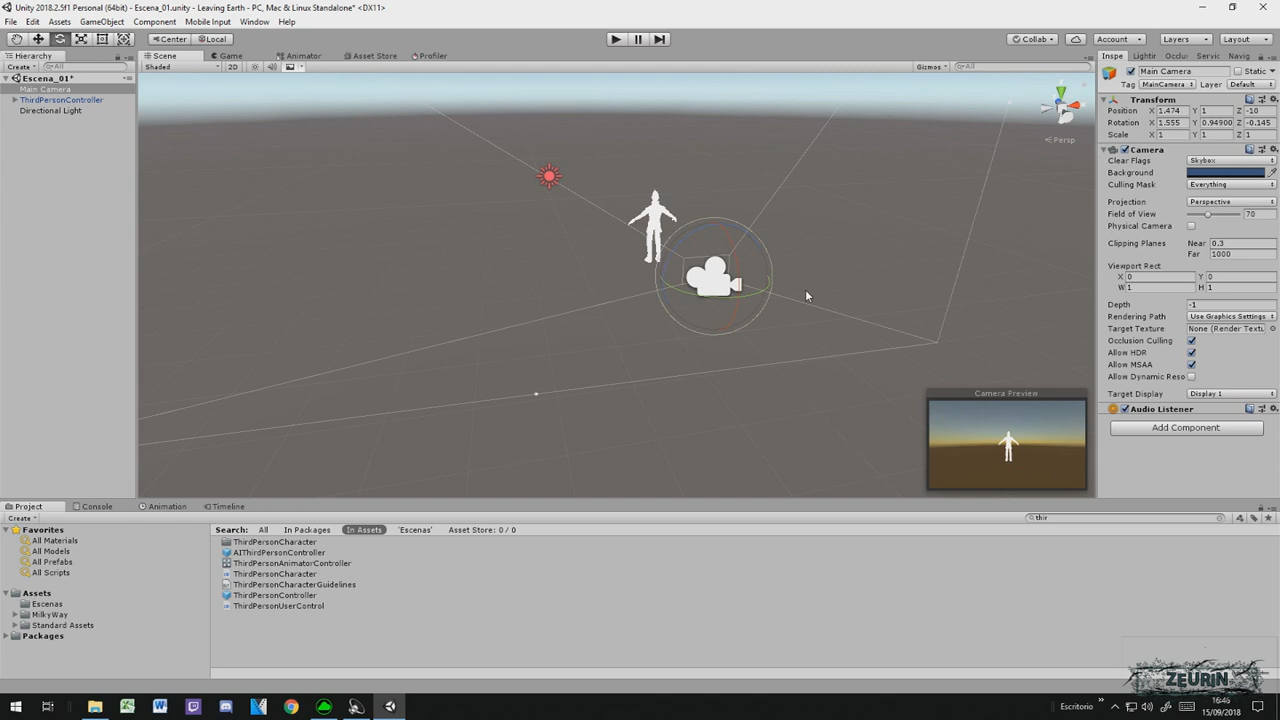 Unity 2018.2.5f1 Personal (64bit) - Escena_01.unity - Leaving Earth - PC, Mac & Linux Standalone* <DX11>
File Edit Assets GameObject Component Mobile Input Window Help
Center Local Collab Account Layers Layout
Hierarchy Scene Game Animator Asset Store Profiler Inspe Lightir Occlus Servic Navig
Create All Shaded 2D Gizmos All Main Camera Static
Escena_01*
Main Camera
ThirdPersonController
Directional Light
Persp
Tag MainCamera Layer Default
Transform
Position X 1.474 Y 1 Z -10
Rotation X 1.555 Y 0.94900 Z -0.145
Scale X 1 Y 1 Z 1
Camera
Clear Flags Skybox
Background
Culling Mask Everything
Projection Perspective
Field of View 70
Physical Camera
Clipping Planes Near 0.3
Far 1000
Viewport Rect
X 0 Y 0
W 1 H 1
Depth -1
Rendering Path Use Graphics Settings
Target Texture None (Render Textu
Occlusion Culling
Allow HDR
Allow MSAA
Allow Dynamic Reso
Target Display Display 1
Audio Listener
Add Component
Camera Preview
Project Console Animation Timeline
Create thir
Favorites
All Materials
All Models
All Prefabs
All Scripts
Assets
Escenas
MilkyWay
Standard Assets
Packages
Search: All In Packages In Assets 'Escenas' Asset Store: 0 / 0
ThirdPersonCharacter
AIThirdPersonController
ThirdPersonAnimatorController
ThirdPersonCharacter
ThirdPersonCharacterGuidelines
ThirdPersonController
ThirdPersonUserControl
ZEURIN
Escritorio
16:46
15/09/2018